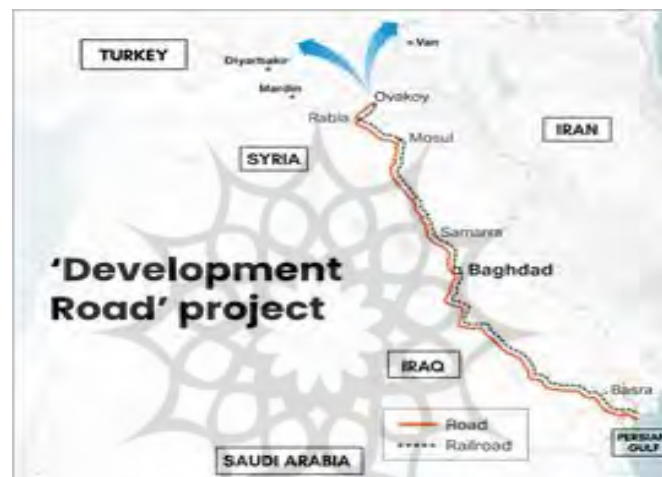 TURKEY
Van
Diyarbakır
Mardin
Ovakoy
Rabia
Mosul
IRAN
SYRIA
Samarra
'Development
Road' project
Baghdad
IRAQ
Basra
Road
Railroad
PERSIAN
GULF
SAUDI ARABIA